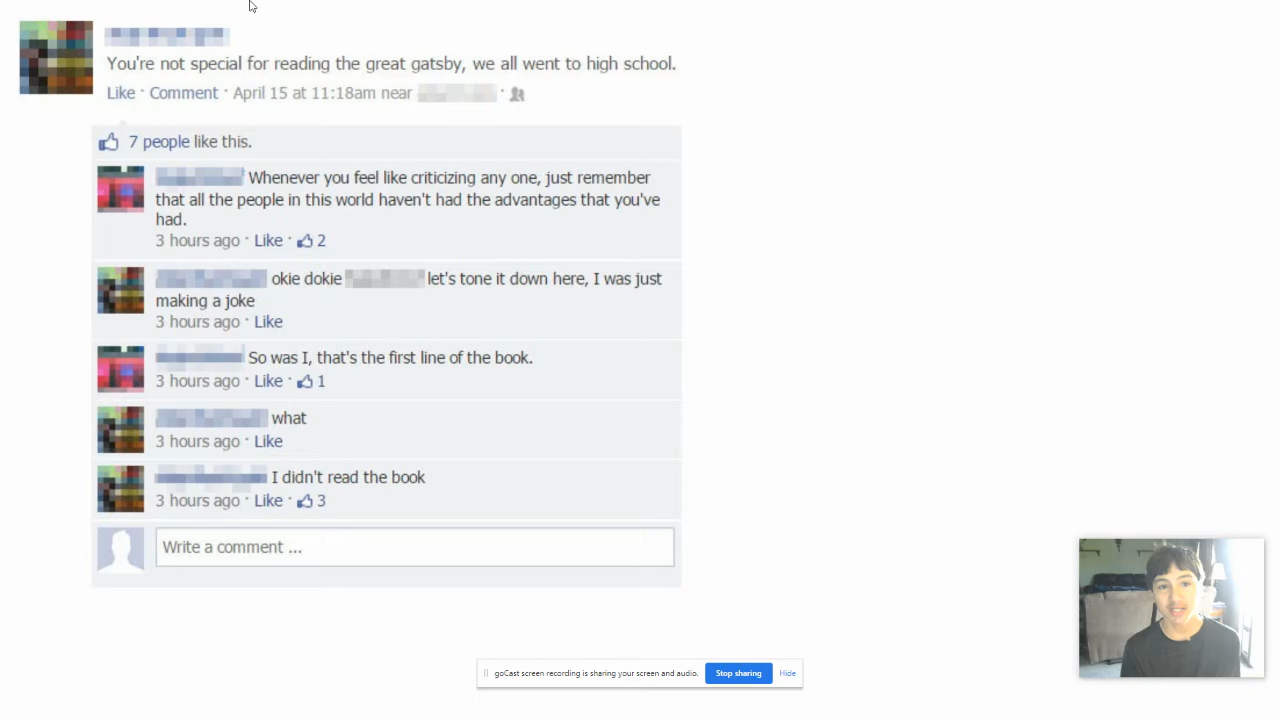 You're not special for reading the great gatsby, we all went to high school.
Like · Comment · April 15 at 11:18am near
7 people like this.
Whenever you feel like criticizing any one, just remember
that all the people in this world haven't had the advantages that you've
had.
3 hours ago · Like · 2
okie dokie let's tone it down here, I was just
making a joke
3 hours ago · Like
So was I, that's the first line of the book.
3 hours ago · Like · 1
what
3 hours ago · Like
I didn't read the book
3 hours ago · Like · 3
Write a comment ...
goCast screen recording is sharing your screen and audio. Stop sharing Hide